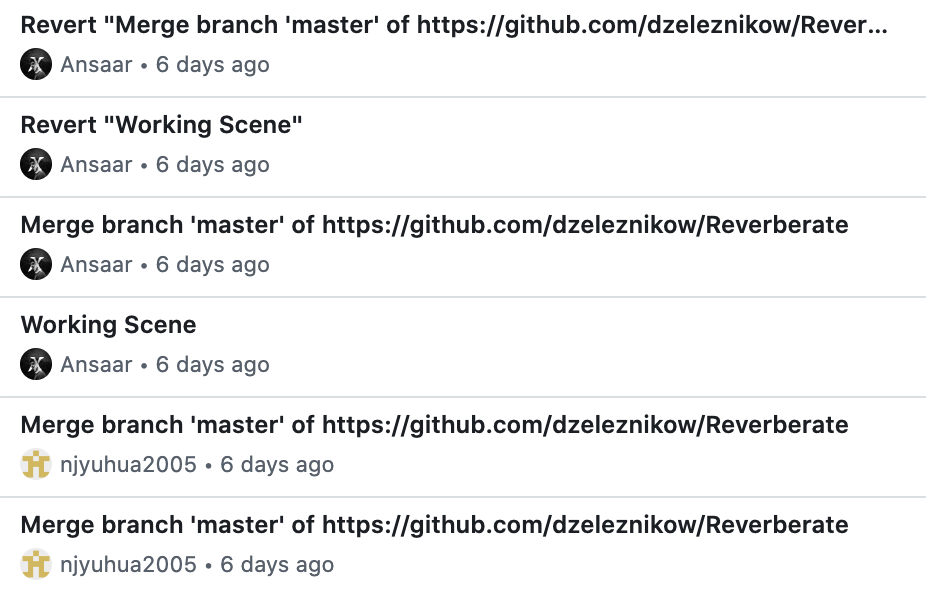 Revert "Merge branch 'master' of https://github.com/dzeleznikow/Rever...
Ansaar • 6 days ago
Revert "Working Scene"
Ansaar • 6 days ago
Merge branch 'master' of https://github.com/dzeleznikow/Reverberate
Ansaar • 6 days ago
Working Scene
Ansaar • 6 days ago
Merge branch 'master' of https://github.com/dzeleznikow/Reverberate
njyuhua2005 • 6 days ago
Merge branch 'master' of https://github.com/dzeleznikow/Reverberate
njyuhua2005 • 6 days ago